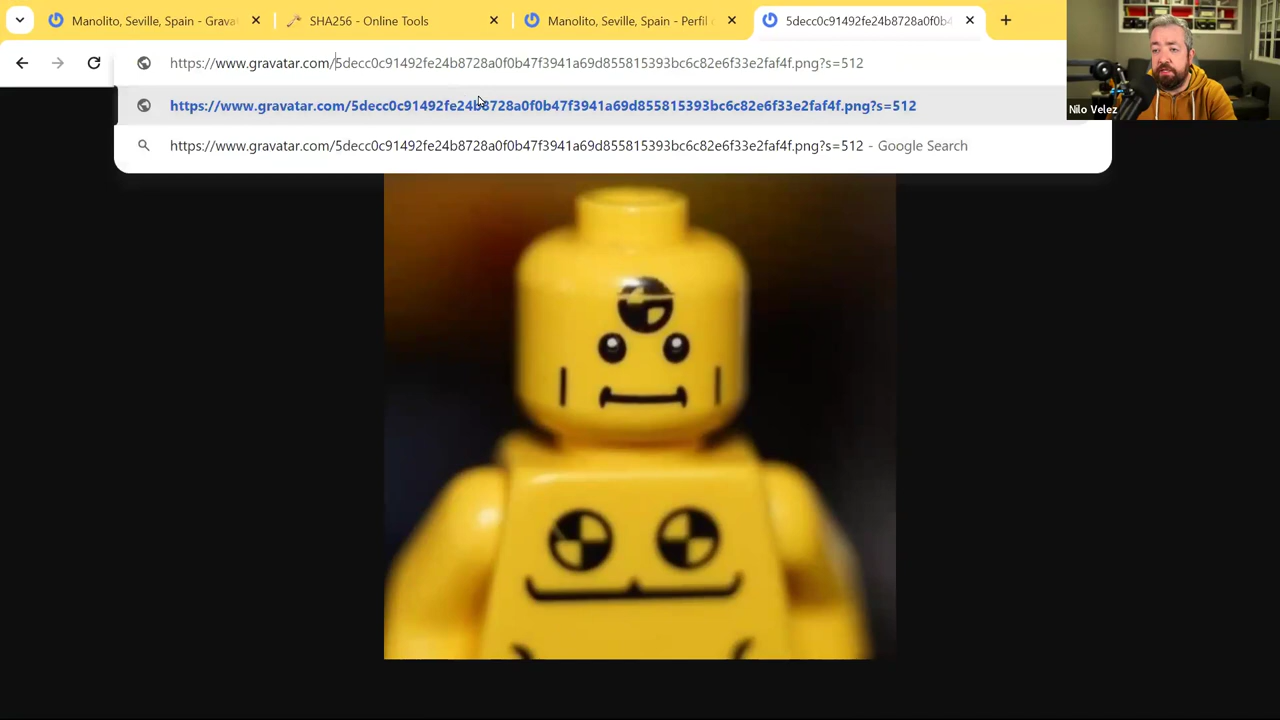 Manolito, Seville, Spain - Grava
SHA256 - Online Tools
Manolito, Seville, Spain - Perfil
5decc0c91492fe24b8728a0f0b4
https://www.gravatar.com/5decc0c91492fe24b8728a0f0b47f3941a69d855815393bc6c82e6f33e2faf4f.png?s=512
https://www.gravatar.com/5decc0c91492fe24b8728a0f0b47f3941a69d855815393bc6c82e6f33e2faf4f.png?s=512
https://www.gravatar.com/5decc0c91492fe24b8728a0f0b47f3941a69d855815393bc6c82e6f33e2faf4f.png?s=512 - Google Search
Nilo Velez